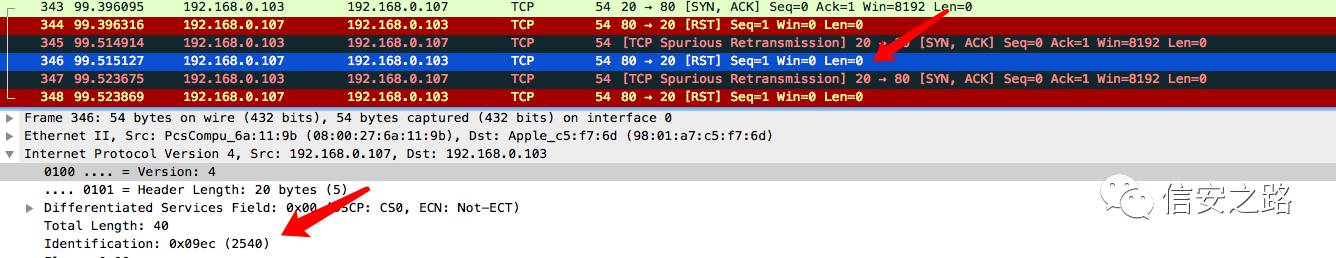 343 99.396095 192.168.0.103 192.168.0.107 TCP 54 20 → 80 [SYN, ACK] Seq=0 Ack=1 Win=8192 Len=0
344 99.396316 192.168.0.107 192.168.0.103 TCP 54 80 → 20 [RST] Seq=1 Win=0 Len=0
345 99.514914 192.168.0.103 192.168.0.107 TCP 54 [TCP Spurious Retransmission] 20 → 80 [SYN, ACK] Seq=0 Ack=1 Win=8192 Len=0
346 99.515127 192.168.0.107 192.168.0.103 TCP 54 80 → 20 [RST] Seq=1 Win=0 Len=0
347 99.523675 192.168.0.103 192.168.0.107 TCP 54 [TCP Spurious Retransmission] 20 → 80 [SYN, ACK] Seq=0 Ack=1 Win=8192 Len=0
348 99.523869 192.168.0.107 192.168.0.103 TCP 54 80 → 20 [RST] Seq=1 Win=0 Len=0
Frame 346: 54 bytes on wire (432 bits), 54 bytes captured (432 bits) on interface 0
Ethernet II, Src: PcsCompu_6a:11:9b (08:00:27:6a:11:9b), Dst: Apple_c5:f7:6d (98:01:a7:c5:f7:6d)
Internet Protocol Version 4, Src: 192.168.0.107, Dst: 192.168.0.103
0100 .... = Version: 4
.... 0101 = Header Length: 20 bytes (5)
Differentiated Services Field: 0x00 (DSCP: CS0, ECN: Not-ECT)
Total Length: 40
Identification: 0x09ec (2540)
信安之路